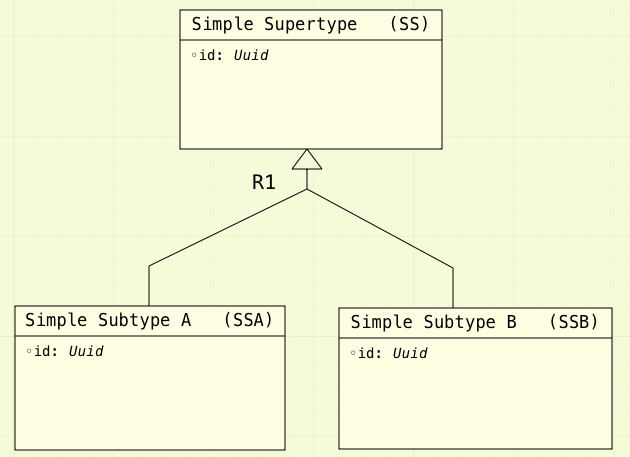 Simple Supertype (SS)
◦id: Uuid
R1
Simple Subtype A (SSA)
◦id: Uuid
Simple Subtype B (SSB)
◦id: Uuid